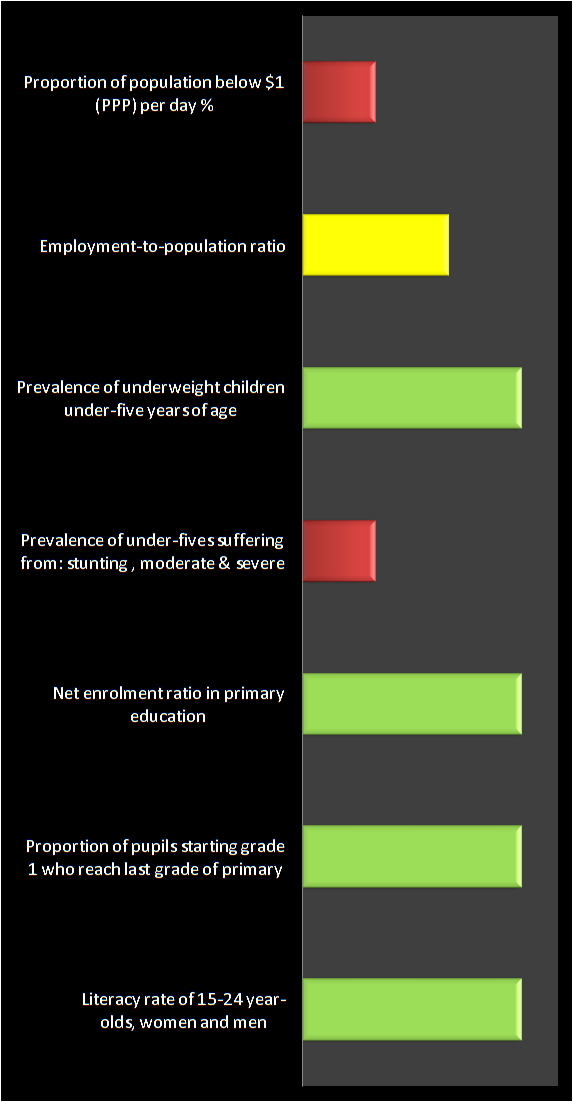 Proportion of population below $1
(PPP) per day %
Employment-to-population ratio
Prevalence of underweight children
under-five years of age
Prevalence of under-fives suffering
from: stunting , moderate & severe
Net enrolment ratio in primary
education
Proportion of pupils starting grade
1 who reach last grade of primary
Literacy rate of 15-24 year-
olds, women and men